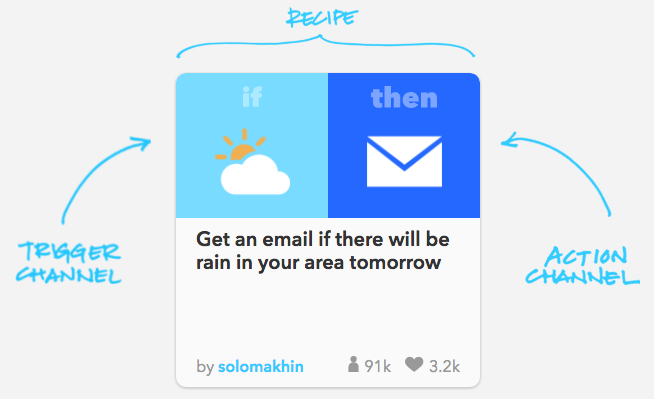 RECIPE
if then
TRIGGER
CHANNEL
ACTION
CHANNEL
Get an email if there will be
rain in your area tomorrow
by solomakhin 91k 3.2k